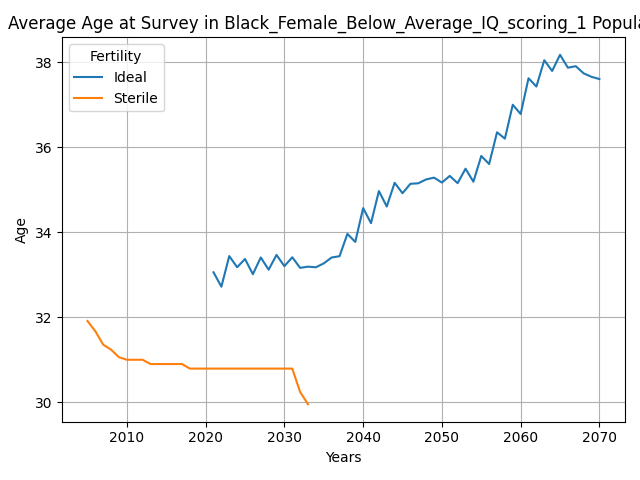 Average Age at Survey in Black_Female_Below_Average_IQ_scoring_1 Popula
Fertility
Ideal
Sterile
Age
38
36
34
32
30
2010 2020 2030 2040 2050 2060 2070
Years